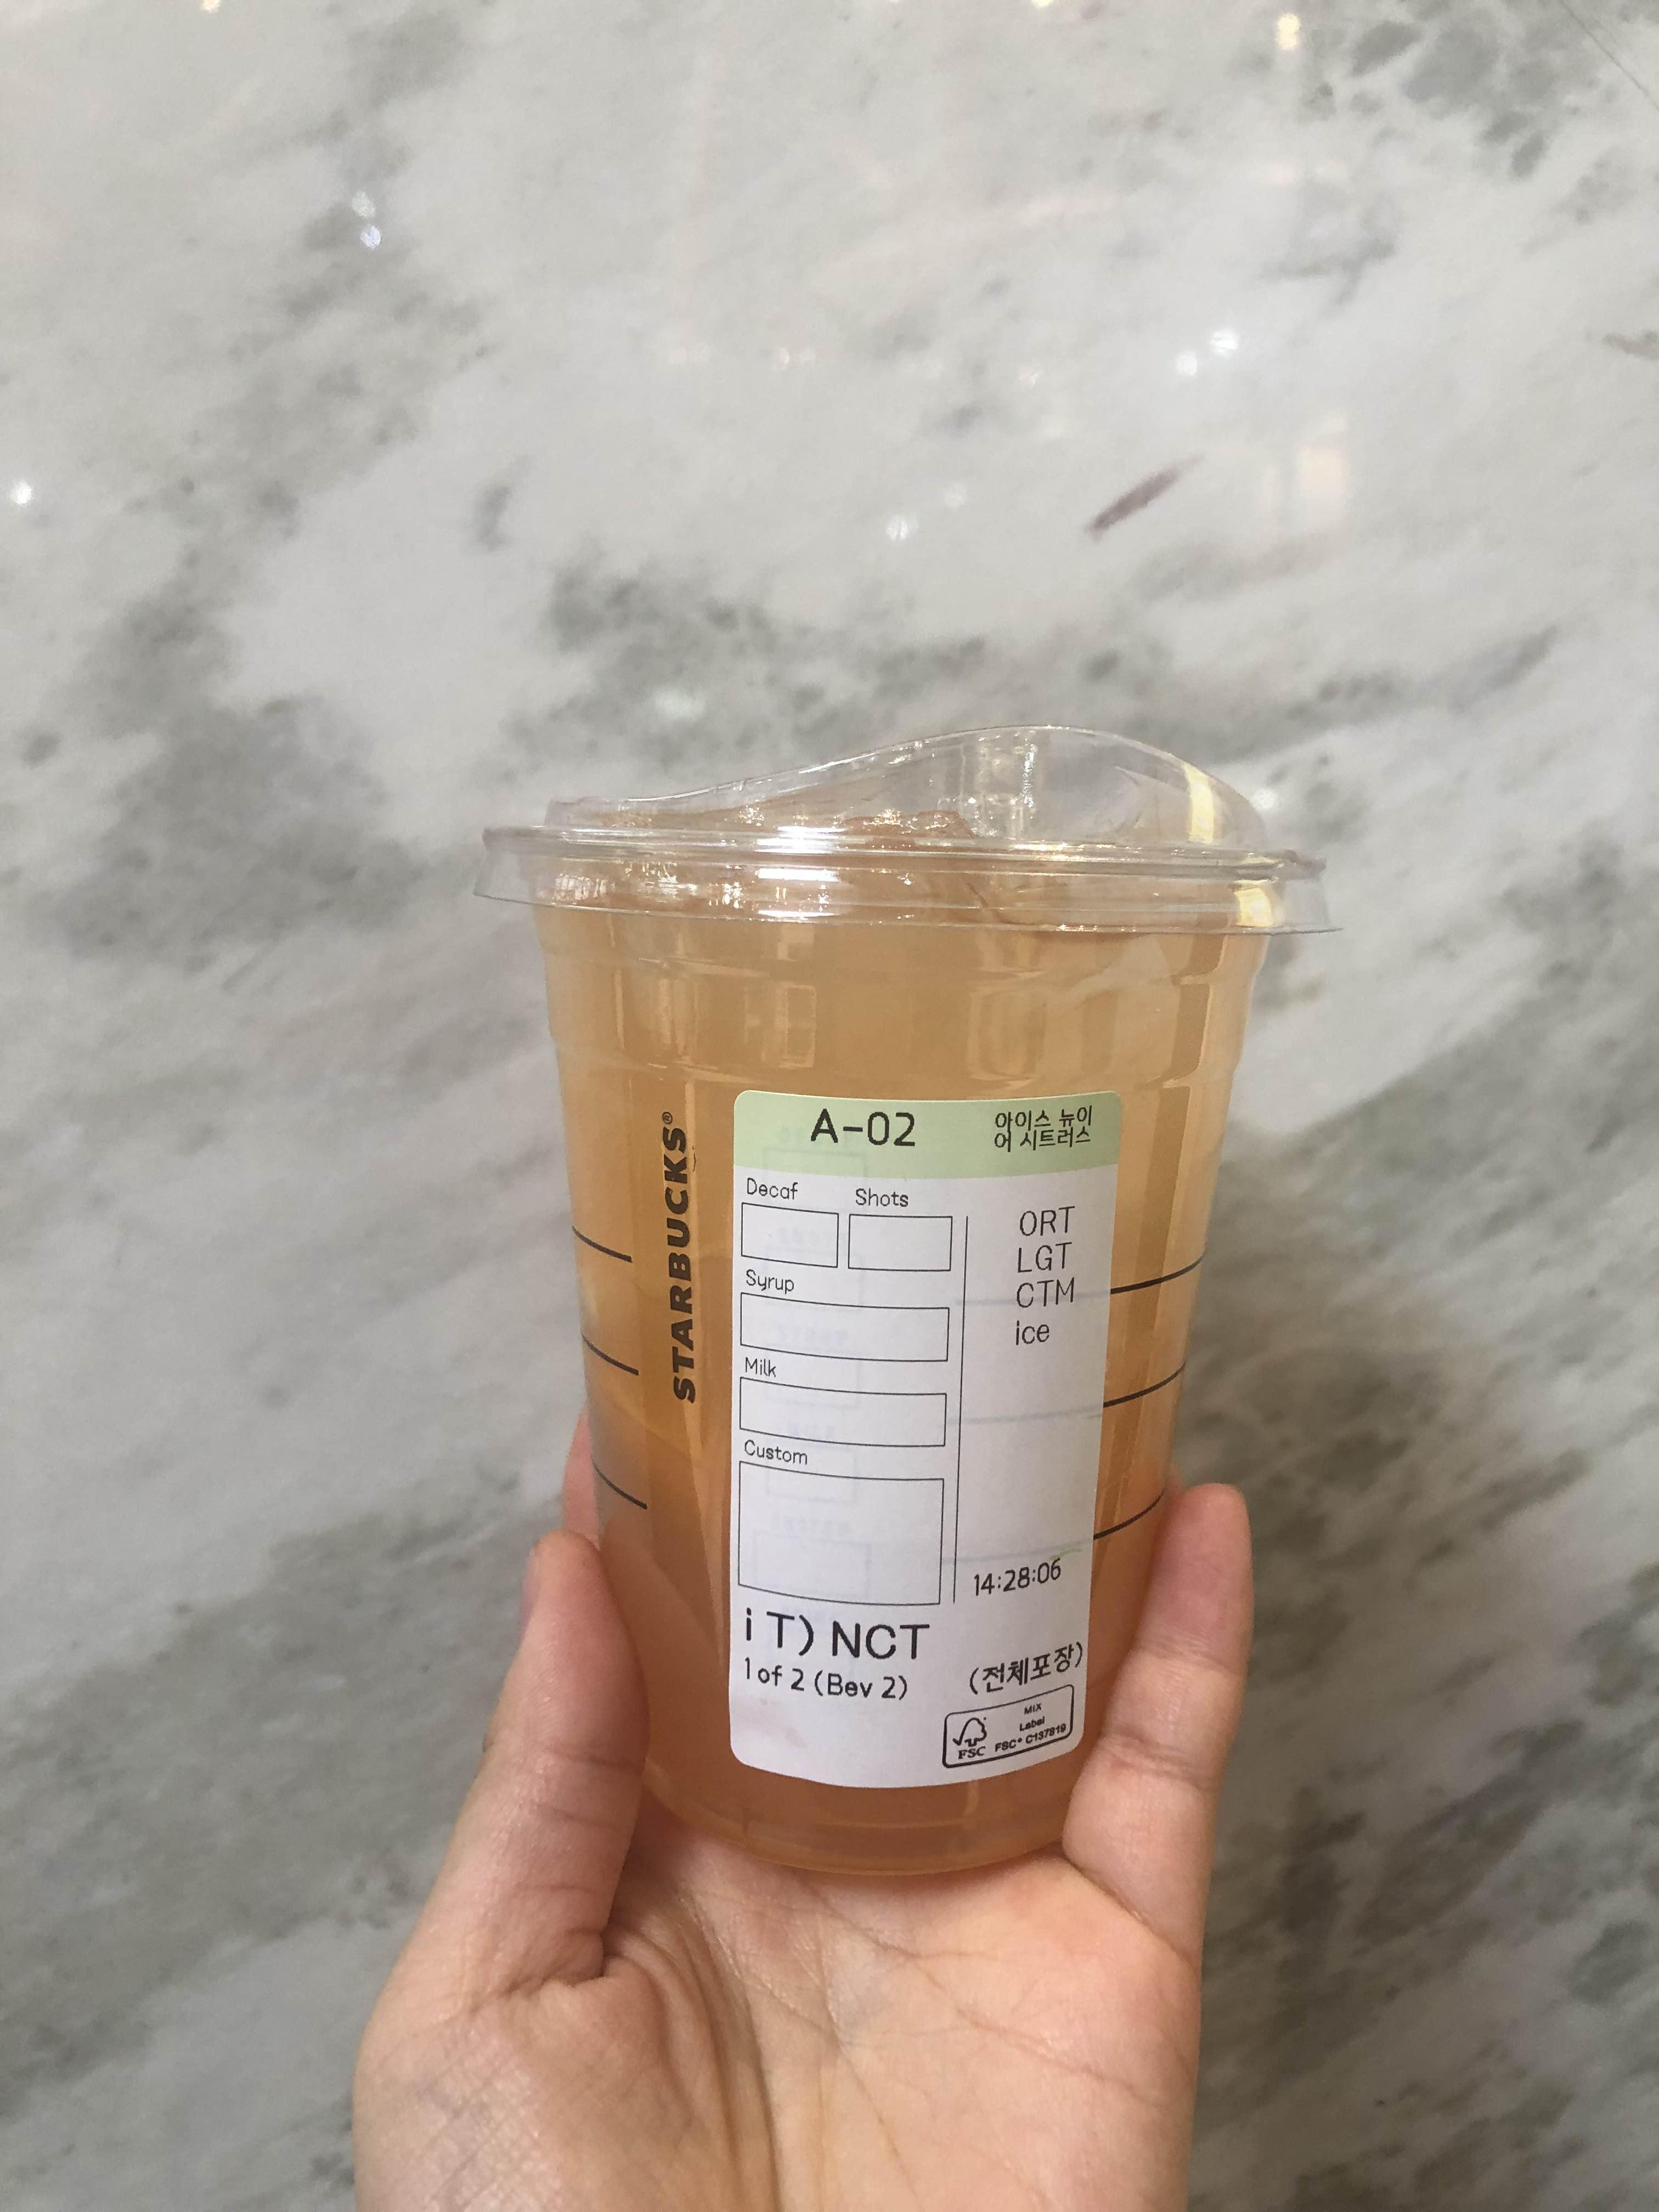 STARBUCKS®
A-02
아이스 뉴이
어 시트러스
Decaf
Shots
ORT
LGT
CTM
ice
Syrup
Milk
Custom
14:28:06
i T) NCT
1 of 2 (Bev 2)
(전체포장)
MIX
Label
FSC® C137819
FSC